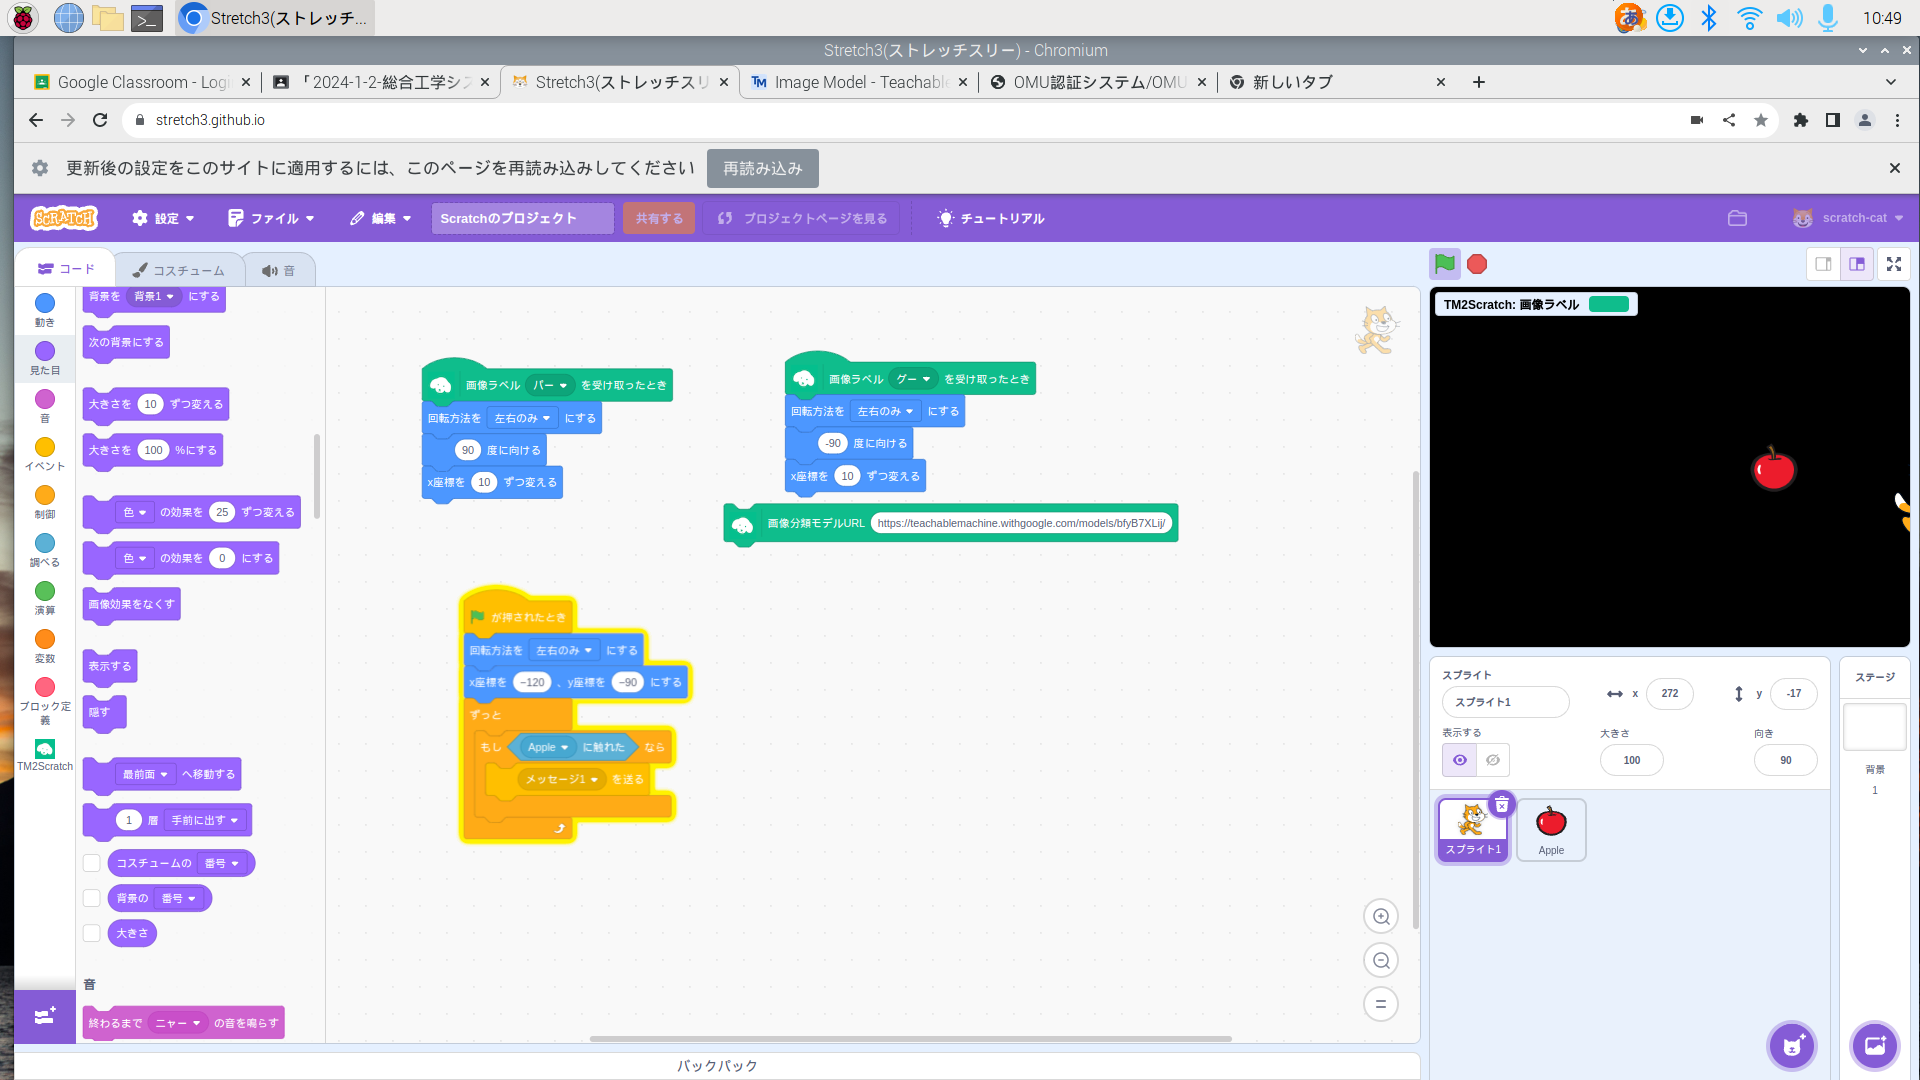 Stretch3(ストレッチ...
10:49
Stretch3(ストレッチスリー) - Chromium
Google Classroom - Logi
「2024-1-2-総合工学シス
Stretch3(ストレッチスリ
Image Model - Teachable
OMU認証システム/OMU
新しいタブ
stretch3.github.io
更新後の設定をこのサイトに適用するには、このページを再読み込みしてください
再読み込み
SCRATCH
設定
ファイル
編集
Scratchのプロジェクト
共有する
プロジェクトページを見る
チュートリアル
scratch-cat
コード
コスチューム
音
動き
見た目
音
イベント
制御
調べる
演算
変数
ブロック定義
TM2Scratch
背景を 背景1 にする
次の背景にする
大きさを 10 ずつ変える
大きさを 100 %にする
色 の効果を 25 ずつ変える
色 の効果を 0 にする
画像効果をなくす
表示する
隠す
最前面 へ移動する
1 層 手前に出す
コスチュームの 番号
背景の 番号
大きさ
音
終わるまで ニャー の音を鳴らす
画像ラベル パー を受け取ったとき
回転方法を 左右のみ にする
90 度に向ける
x座標を 10 ずつ変える
画像ラベル グー を受け取ったとき
回転方法を 左右のみ にする
-90 度に向ける
x座標を 10 ずつ変える
画像分類モデルURL https://teachablemachine.withgoogle.com/models/bfyB7XLij/
が押されたとき
回転方法を 左右のみ にする
x座標を -120 、y座標を -90 にする
ずっと
もし Apple に触れた なら
メッセージ1 を送る
バックパック
TM2Scratch: 画像ラベル
スプライト
スプライト1
x 272
y -17
表示する
大きさ
100
向き
90
スプライト1
Apple
ステージ
背景
1